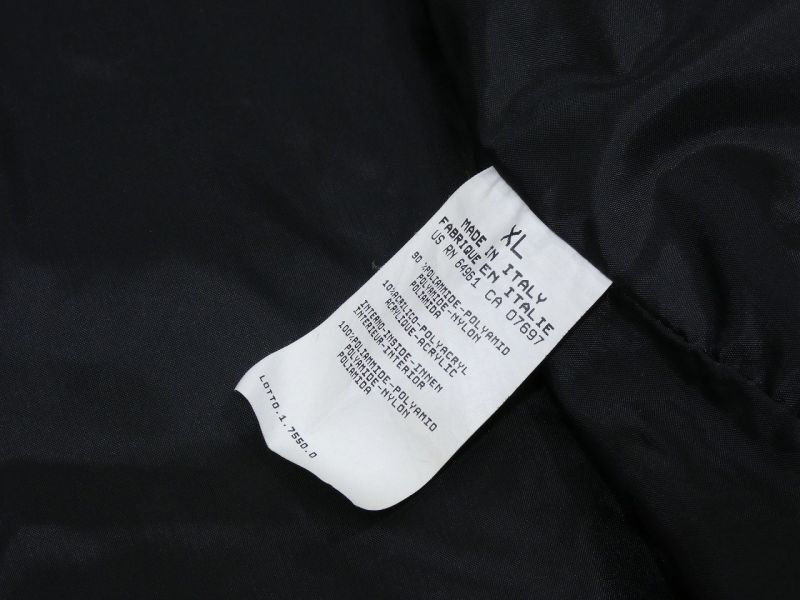 XL
MADE IN ITALY
FABRIQUE EN ITALIE
US RN 64961 CA 07697
90 %POLIAMMIDE-POLYAMID
POLYAMIDE-NYLON
POLIAMIDA
10%ACRILICO-POLYACRYL
ACRYLIQUE-ACRYLIC
INTERNO-INSIDE-INNEN
INTERIEUR-INTERIOR
100%POLIAMMIDE-POLYAMID
POLYAMIDE-NYLON
POLIAMIDA
LOTTO.1.7550.0